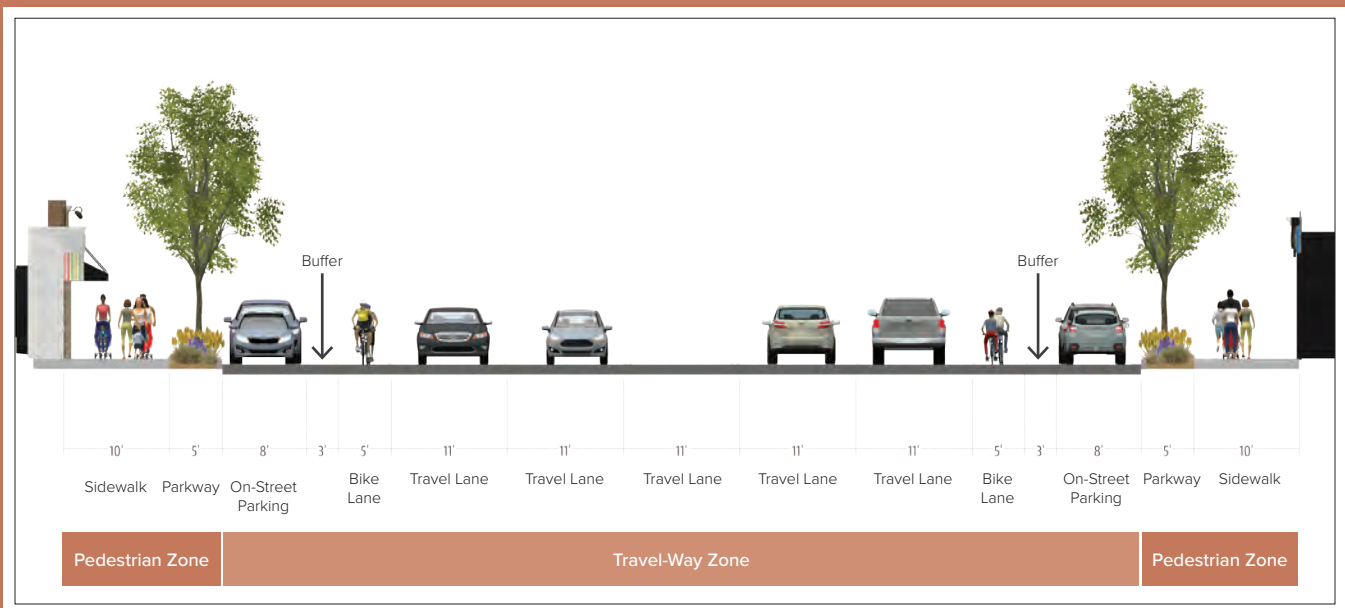 Buffer
Buffer
10' 5' 8' 3' 5' 11' 11' 11' 11' 11' 5' 3' 8' 5' 10'
Sidewalk Parkway On-Street Parking Bike Lane Travel Lane Travel Lane Travel Lane Travel Lane Travel Lane Bike Lane On-Street Parking Parkway Sidewalk
Pedestrian Zone Travel-Way Zone Pedestrian Zone